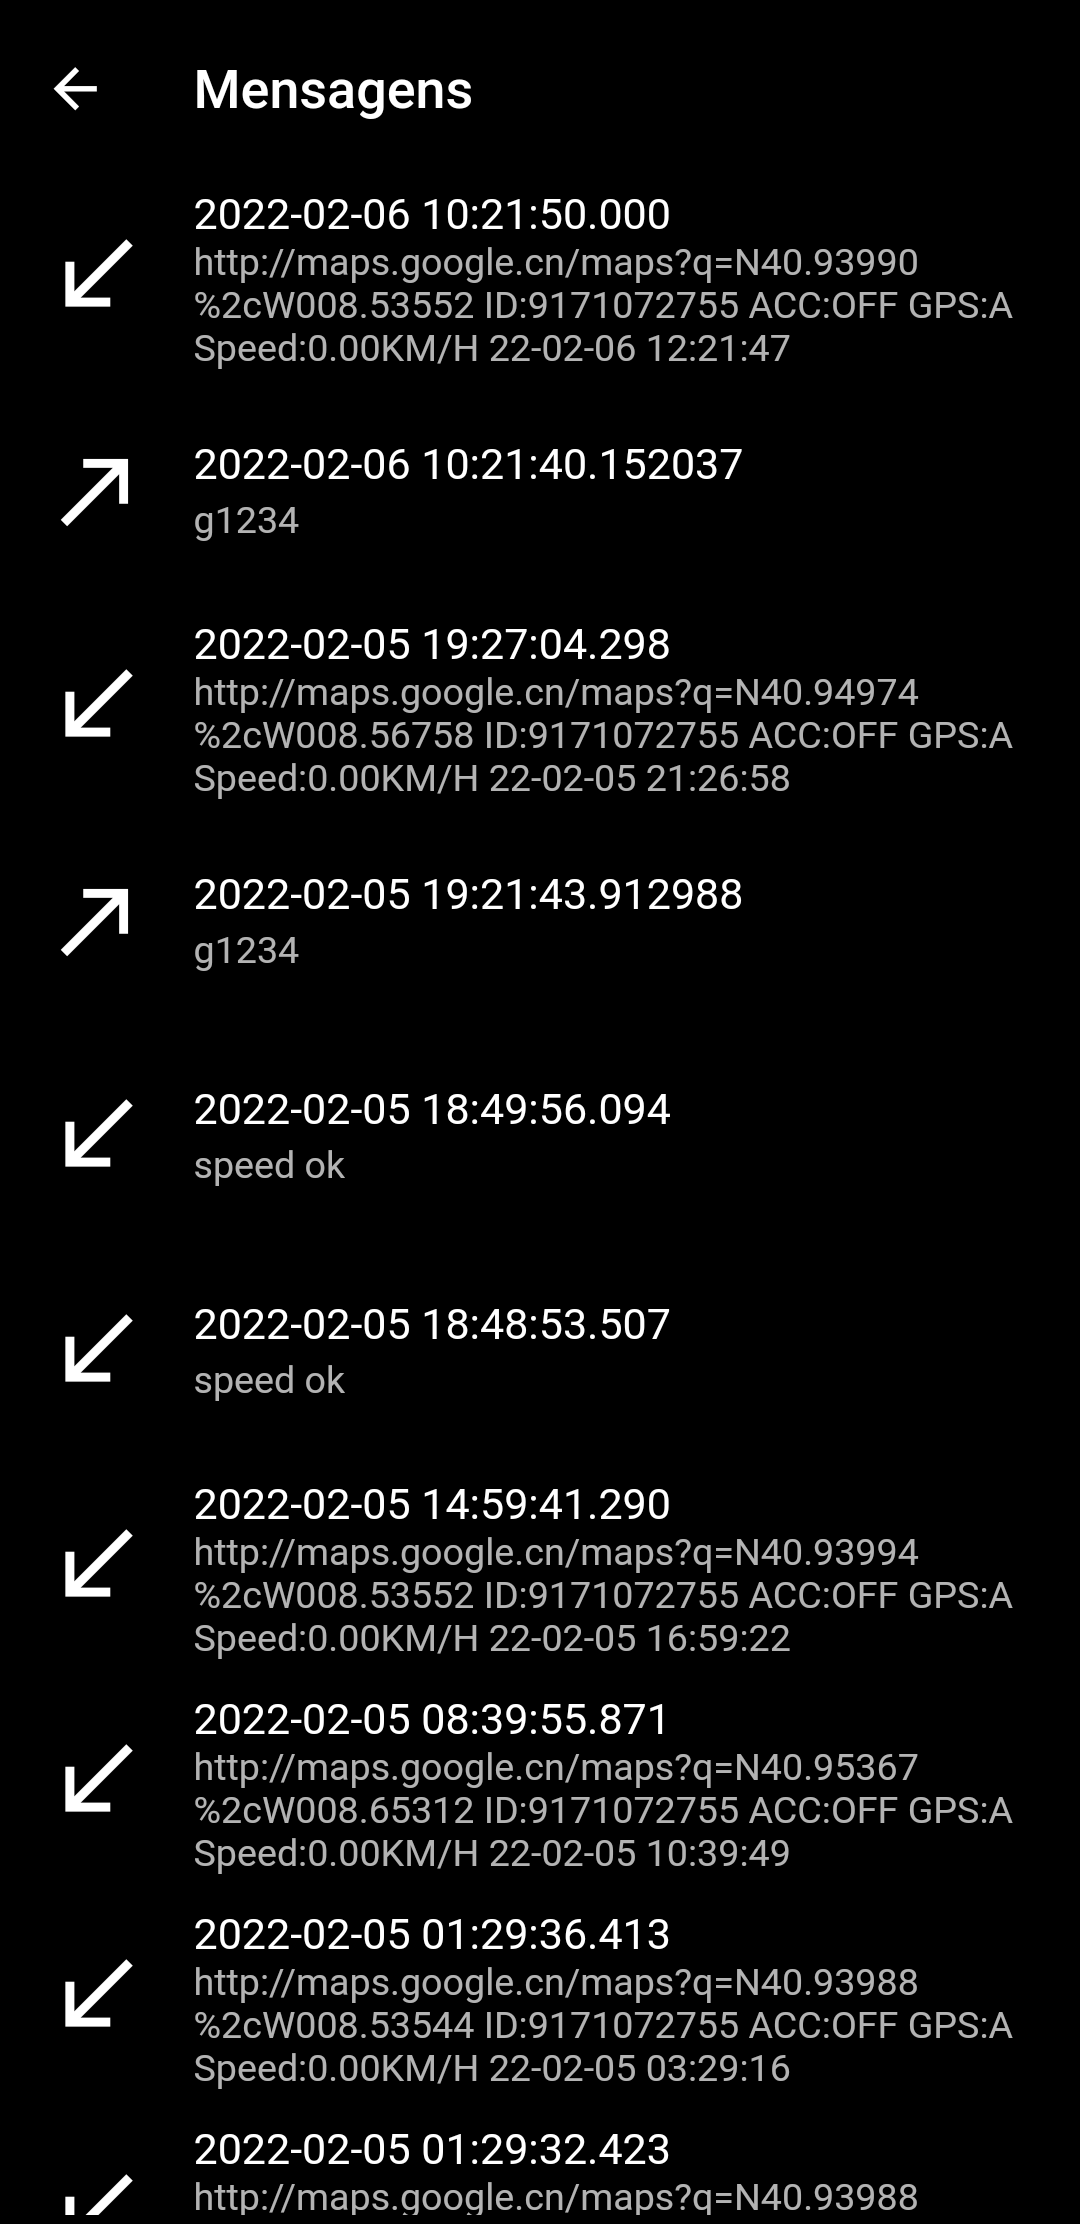 Mensagens
2022-02-06 10:21:50.000
http://maps.google.cn/maps?q=N40.93990
%2cW008.53552 ID:9171072755 ACC:OFF GPS:A
Speed:0.00KM/H 22-02-06 12:21:47
2022-02-06 10:21:40.152037
g1234
2022-02-05 19:27:04.298
http://maps.google.cn/maps?q=N40.94974
%2cW008.56758 ID:9171072755 ACC:OFF GPS:A
Speed:0.00KM/H 22-02-05 21:26:58
2022-02-05 19:21:43.912988
g1234
2022-02-05 18:49:56.094
speed ok
2022-02-05 18:48:53.507
speed ok
2022-02-05 14:59:41.290
http://maps.google.cn/maps?q=N40.93994
%2cW008.53552 ID:9171072755 ACC:OFF GPS:A
Speed:0.00KM/H 22-02-05 16:59:22
2022-02-05 08:39:55.871
http://maps.google.cn/maps?q=N40.95367
%2cW008.65312 ID:9171072755 ACC:OFF GPS:A
Speed:0.00KM/H 22-02-05 10:39:49
2022-02-05 01:29:36.413
http://maps.google.cn/maps?q=N40.93988
%2cW008.53544 ID:9171072755 ACC:OFF GPS:A
Speed:0.00KM/H 22-02-05 03:29:16
2022-02-05 01:29:32.423
http://maps.google.cn/maps?q=N40.93988